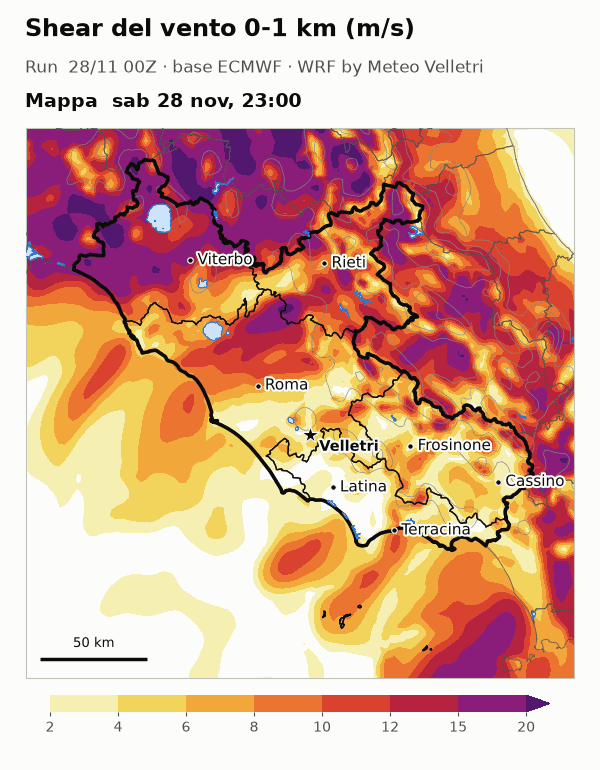 Shear del vento 0-1 km (m/s)
Run  28/11 00Z · base ECMWF · WRF by Meteo Velletri
Mappa  sab 28 nov, 23:00
Viterbo
Rieti
Roma
Velletri
Frosinone
Latina
Cassino
Terracina
50 km
2 4 6 8 10 12 15 20